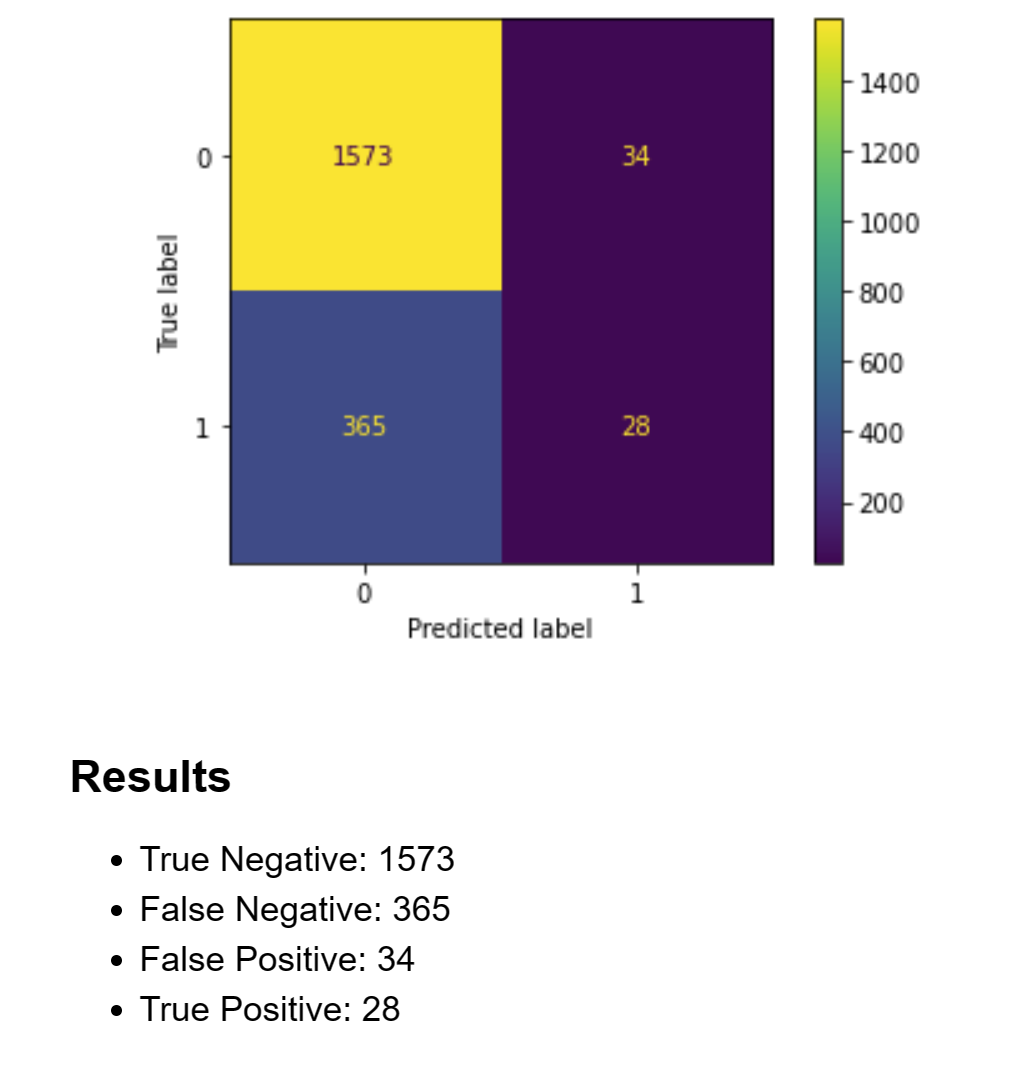 1400
1200
1000
800
600
400
200
0
1573
34
True label
1
365
28
0
1
Predicted label
Results
• True Negative: 1573
• False Negative: 365
• False Positive: 34
• True Positive: 28